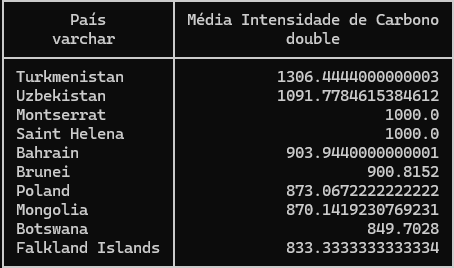 País Média Intensidade de Carbono
varchar double
Turkmenistan 1306.4444000000003
Uzbekistan 1091.7784615384612
Montserrat 1000.0
Saint Helena 1000.0
Bahrain 903.9440000000001
Brunei 900.8152
Poland 873.0672222222222
Mongolia 870.1419230769231
Botswana 849.7028
Falkland Islands 833.3333333333334